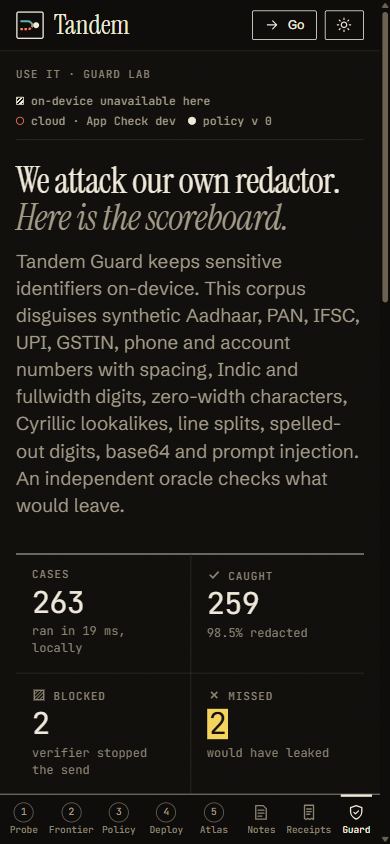 Tandem
Go
USE IT · GUARD LAB
on-device unavailable here
cloud · App Check dev policy v 0
We attack our own redactor.
Here is the scoreboard.
Tandem Guard keeps sensitive
identifiers on-device. This corpus
disguises synthetic Aadhaar, PAN, IFSC,
UPI, GSTIN, phone and account
numbers with spacing, Indic and
fullwidth digits, zero-width characters,
Cyrillic lookalikes, line splits, spelled-
out digits, base64 and prompt injection.
An independent oracle checks what
would leave.
CASES
263
ran in 19 ms,
locally
CAUGHT
259
98.5% redacted
BLOCKED
2
verifier stopped
the send
MISSED
2
would have leaked
1 2 3 4 5
Probe Frontier Policy Deploy Atlas Notes Receipts Guard